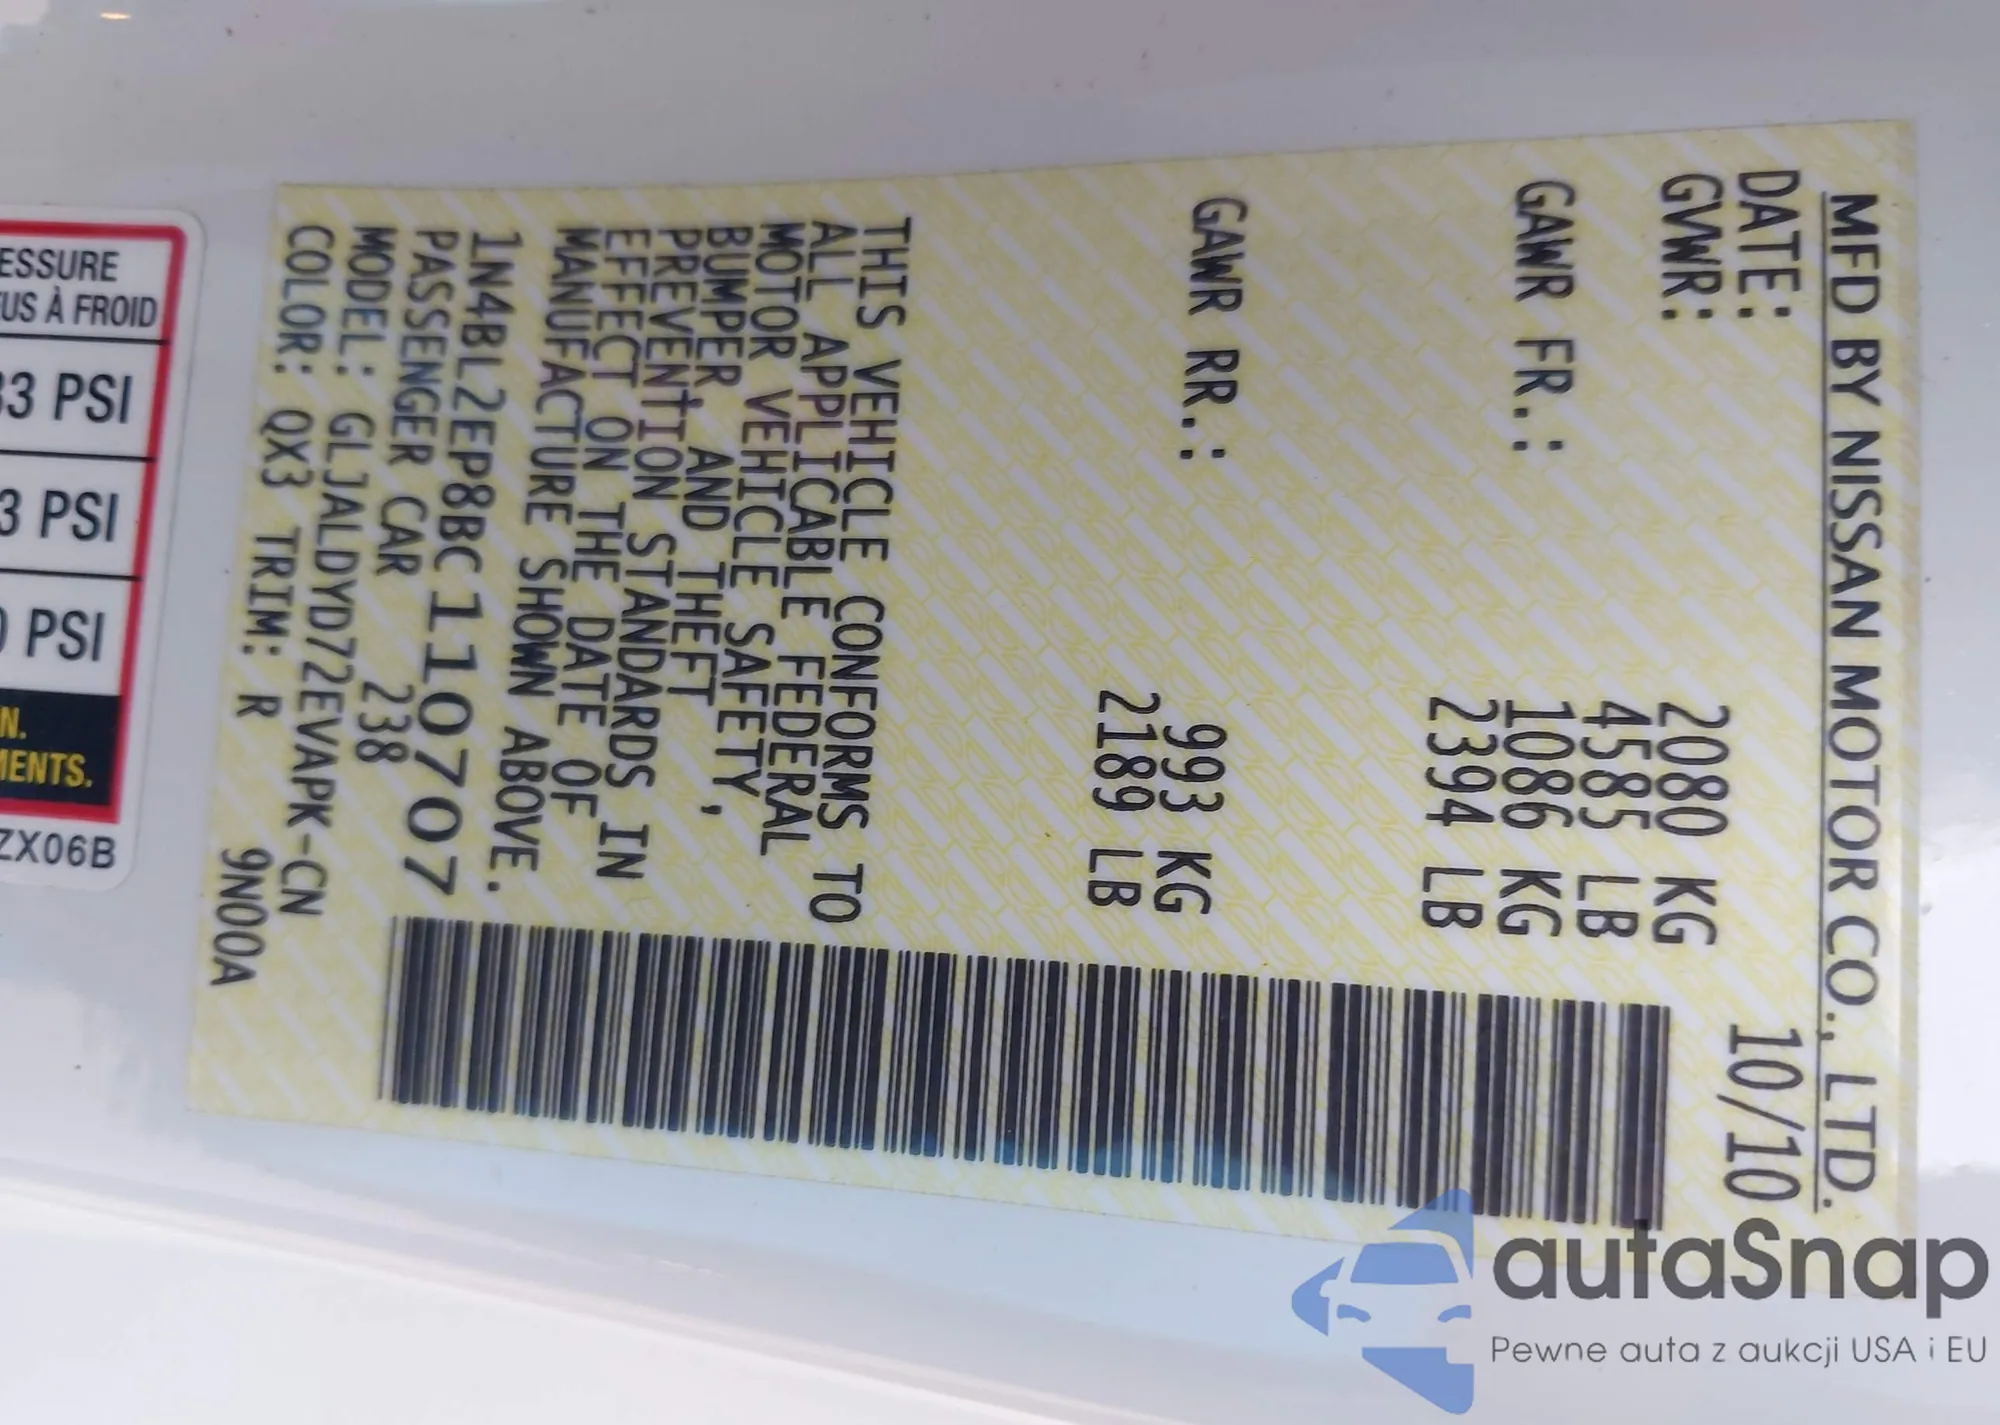 MFD BY NISSAN MOTOR CO., LTD.
DATE: 10/10
GVWR: 2080 KG
4585 LB
GAWR FR.: 1086 KG
2394 LB
GAWR RR.: 993 KG
2189 LB
THIS VEHICLE CONFORMS TO
ALL APPLICABLE FEDERAL
MOTOR VEHICLE SAFETY,
BUMPER, AND THEFT
PREVENTION STANDARDS IN
EFFECT ON THE DATE OF
MANUFACTURE SHOWN ABOVE.
1N4BL2EP8BC110707
PASSENGER CAR 238
MODEL: GLJALDYD72EVAPK-CN
COLOR: QX3 TRIM: R 9N00A
ESSURE
US À FROID
33 PSI
3 PSI
0 PSI
N.
MENTS.
ZX06B
autaSnap
Pewne auta z aukcji USA i EU